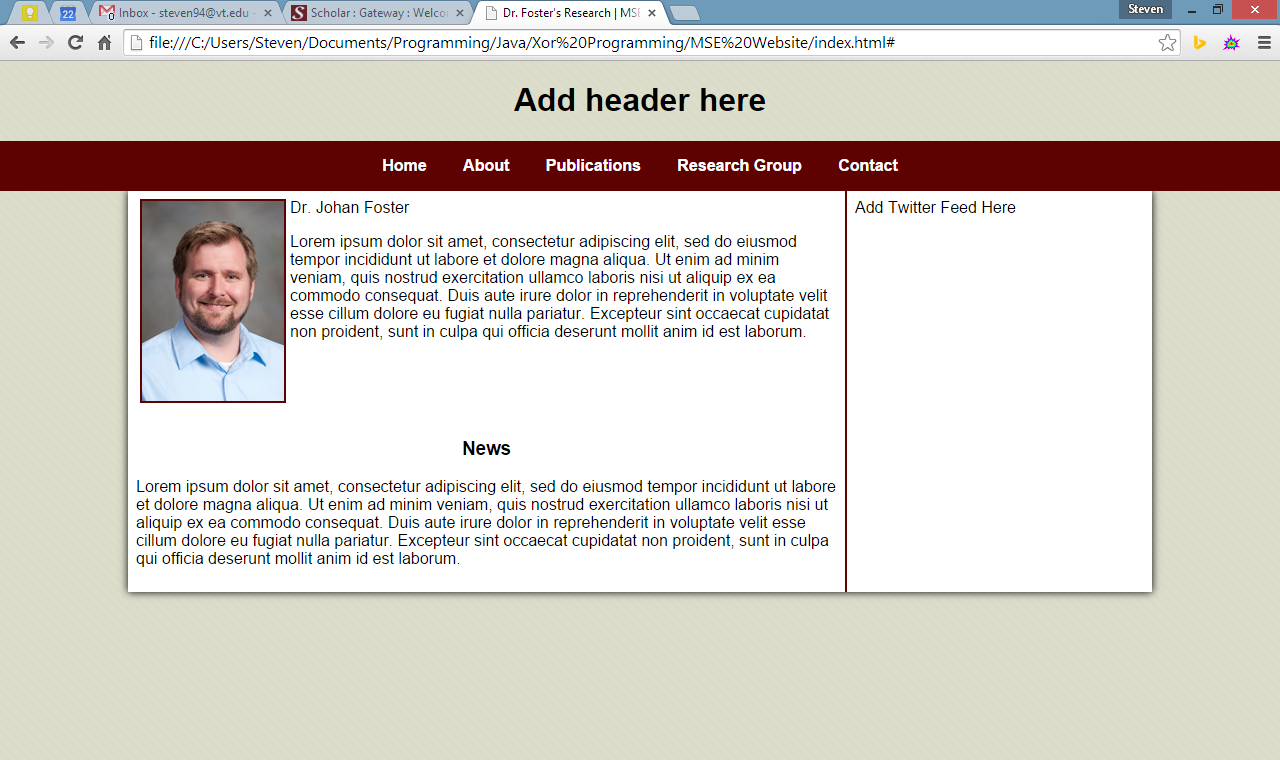 22
Inbox - steven94@vt.edu -
Scholar : Gateway : Welco
Dr. Foster's Research | MSE
Steven
file:///C:/Users/Steven/Documents/Programming/Java/Xor%20Programming/MSE%20Website/index.html#
Add header here
Home About Publications Research Group Contact
Dr. Johan Foster
Lorem ipsum dolor sit amet, consectetur adipiscing elit, sed do eiusmod
tempor incididunt ut labore et dolore magna aliqua. Ut enim ad minim
veniam, quis nostrud exercitation ullamco laboris nisi ut aliquip ex ea
commodo consequat. Duis aute irure dolor in reprehenderit in voluptate velit
esse cillum dolore eu fugiat nulla pariatur. Excepteur sint occaecat cupidatat
non proident, sunt in culpa qui officia deserunt mollit anim id est laborum.
News
Lorem ipsum dolor sit amet, consectetur adipiscing elit, sed do eiusmod tempor incididunt ut labore
et dolore magna aliqua. Ut enim ad minim veniam, quis nostrud exercitation ullamco laboris nisi ut
aliquip ex ea commodo consequat. Duis aute irure dolor in reprehenderit in voluptate velit esse
cillum dolore eu fugiat nulla pariatur. Excepteur sint occaecat cupidatat non proident, sunt in culpa
qui officia deserunt mollit anim id est laborum.
Add Twitter Feed Here